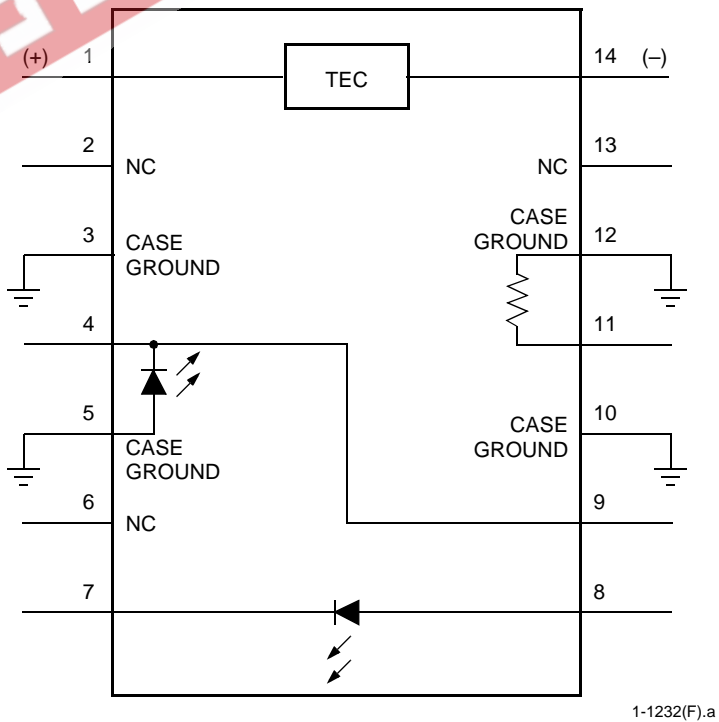 (+) 1
TEC
14 (–)
2
NC
13
NC
3
CASE
GROUND
CASE
GROUND
12
4
11
5
CASE
GROUND
CASE
GROUND
10
6
NC
9
7
8
1-1232(F).a